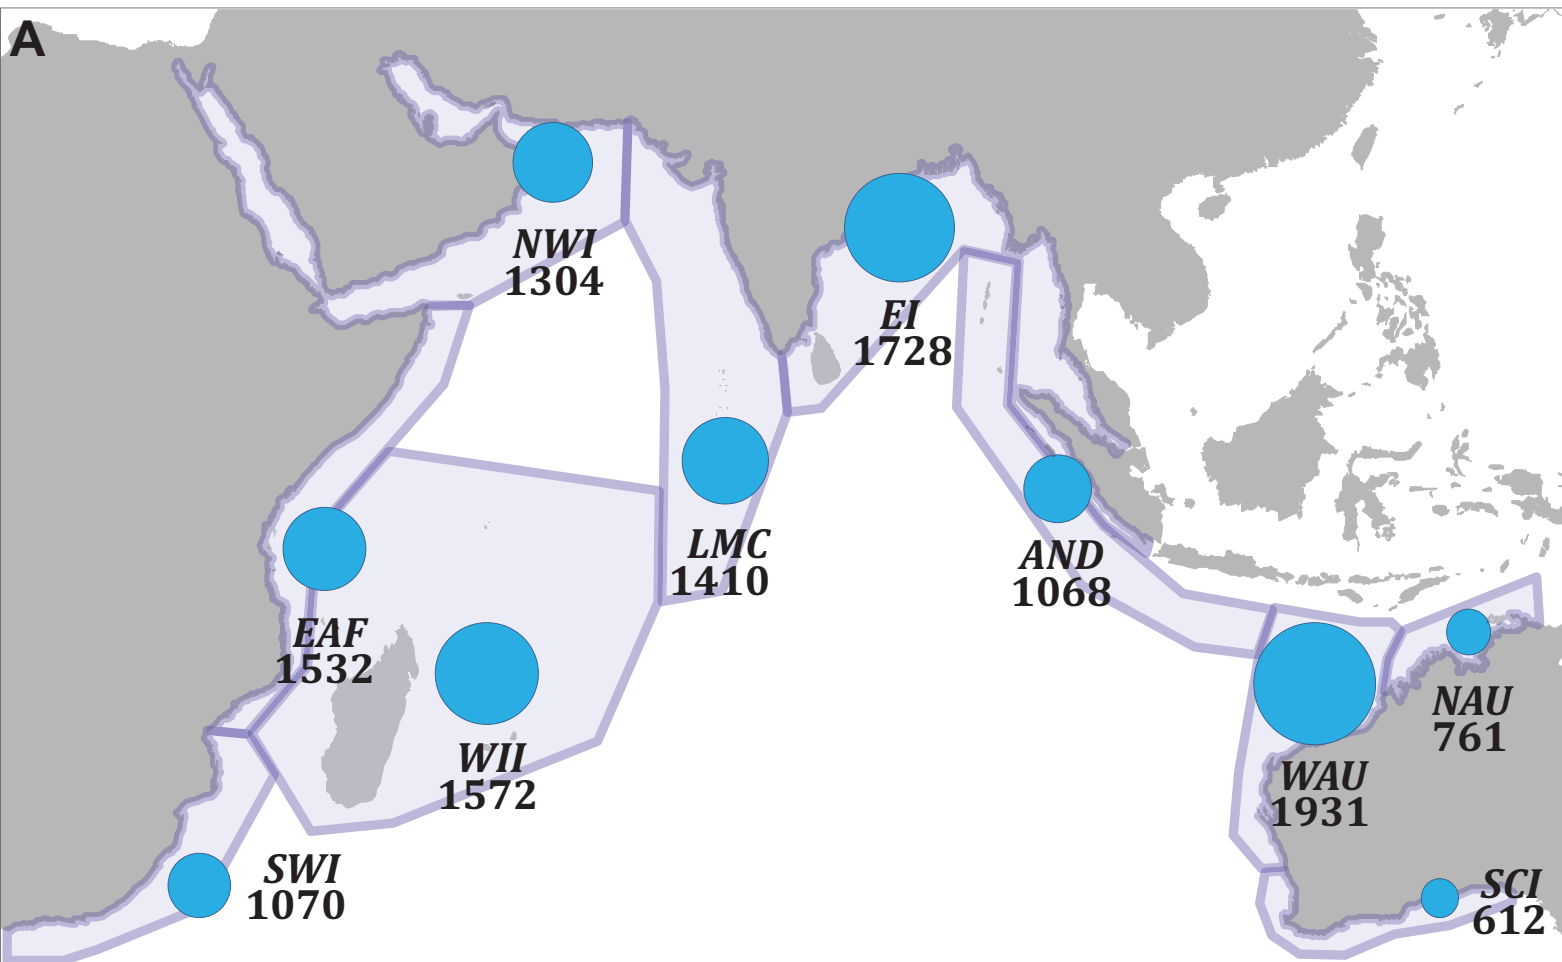 A
NWI
1304
EI
1728
LMC
1410
AND
1068
EAF
1532
WII
1572
NAU
761
WAU
1931
SWI
1070
SCI
612